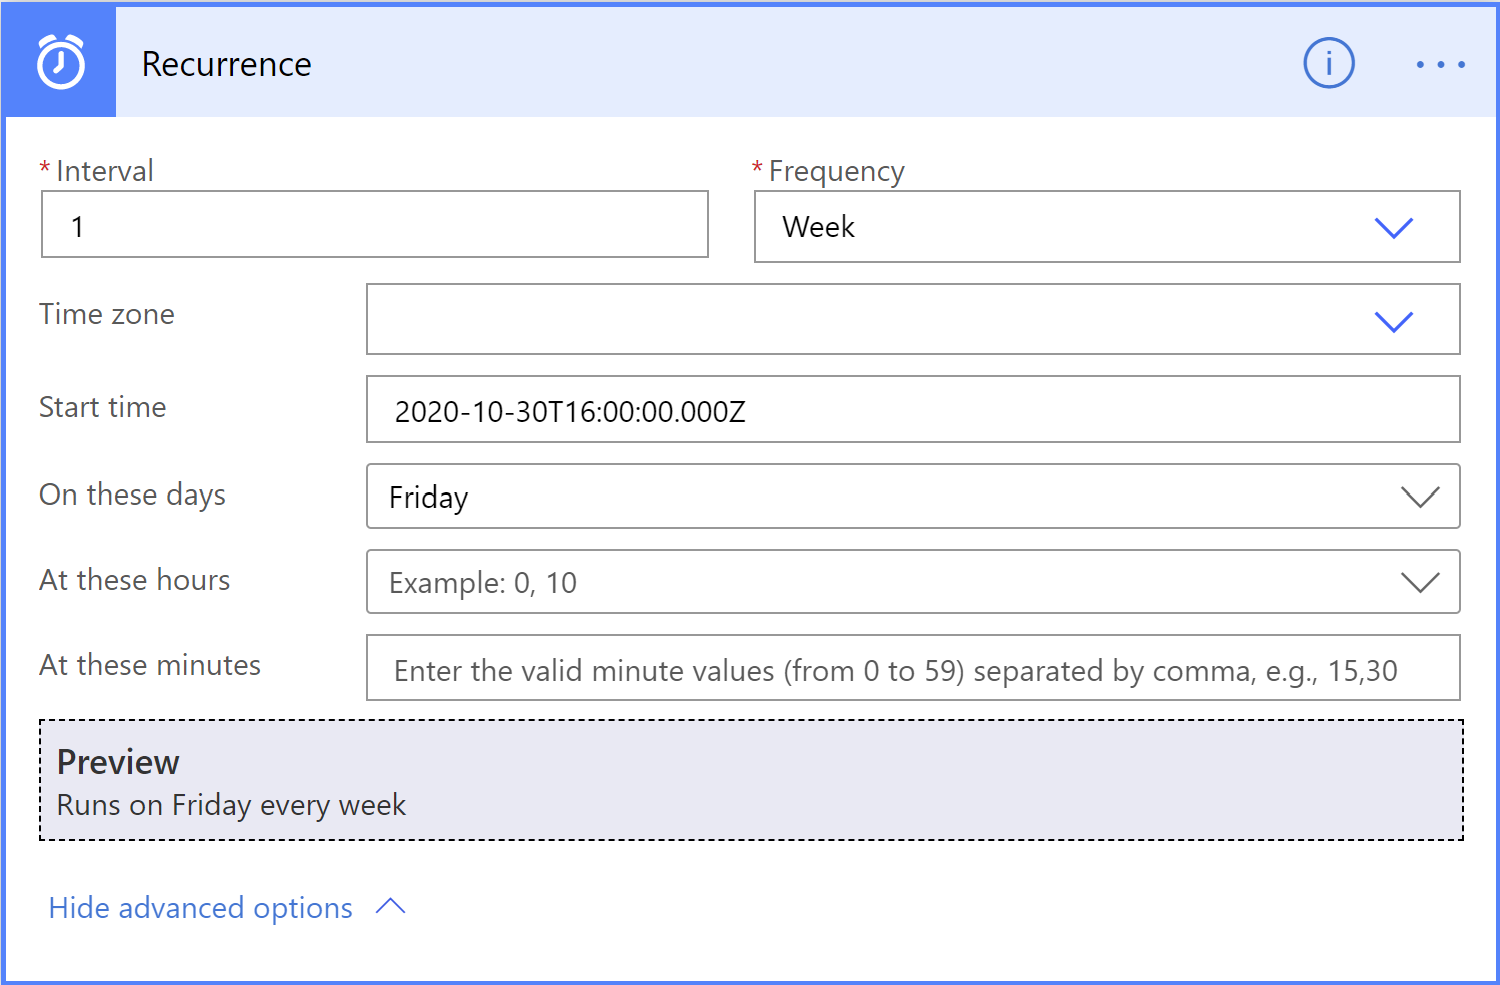 Recurrence
* Interval
* Frequency
1
Week
Time zone
Start time
2020-10-30T16:00:00.000Z
On these days
Friday
At these hours
Example: 0, 10
At these minutes
Enter the valid minute values (from 0 to 59) separated by comma, e.g., 15,30
Preview
Runs on Friday every week
Hide advanced options